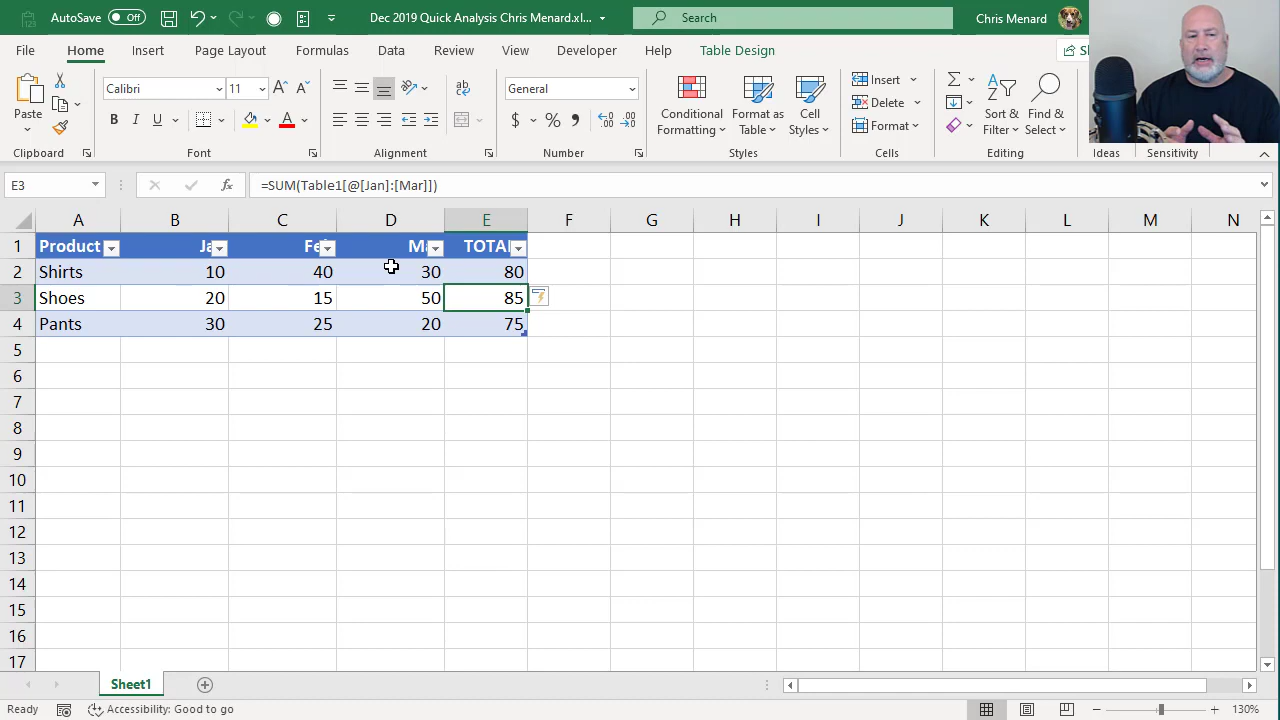 AutoSave Off Dec 2019 Quick Analysis Chris Menard.xl... Search Chris Menard
File Home Insert Page Layout Formulas Data Review View Developer Help Table Design
Paste Calibri 11 General Conditional Formatting Format as Table Cell Styles Insert Delete Format Sort & Filter Find & Select
Clipboard Font Alignment Number Styles Cells Editing Ideas Sensitivity
E3 =SUM(Table1[@[Jan]:[Mar]])
A B C D E F G H I J K L M N
1 Product Ja Fe Ma TOTAL
2 Shirts 10 40 30 80
3 Shoes 20 15 50 85
4 Pants 30 25 20 75
5
6
7
8
9
10
11
12
13
14
15
16
17
Sheet1
Ready Accessibility: Good to go 130%